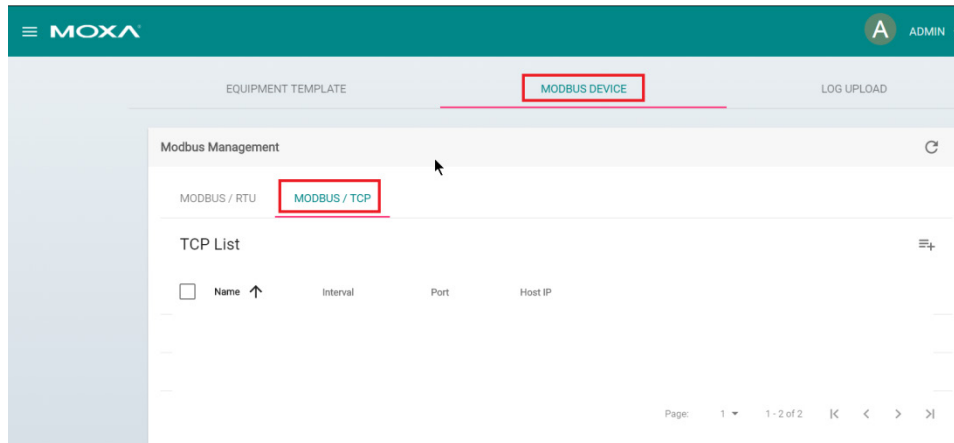 MOXA A ADMIN
EQUIPMENT TEMPLATE MODBUS DEVICE LOG UPLOAD
Modbus Management
MODBUS / RTU MODBUS / TCP
TCP List
Name Interval Port Host IP
Page: 1 1 - 2 of 2